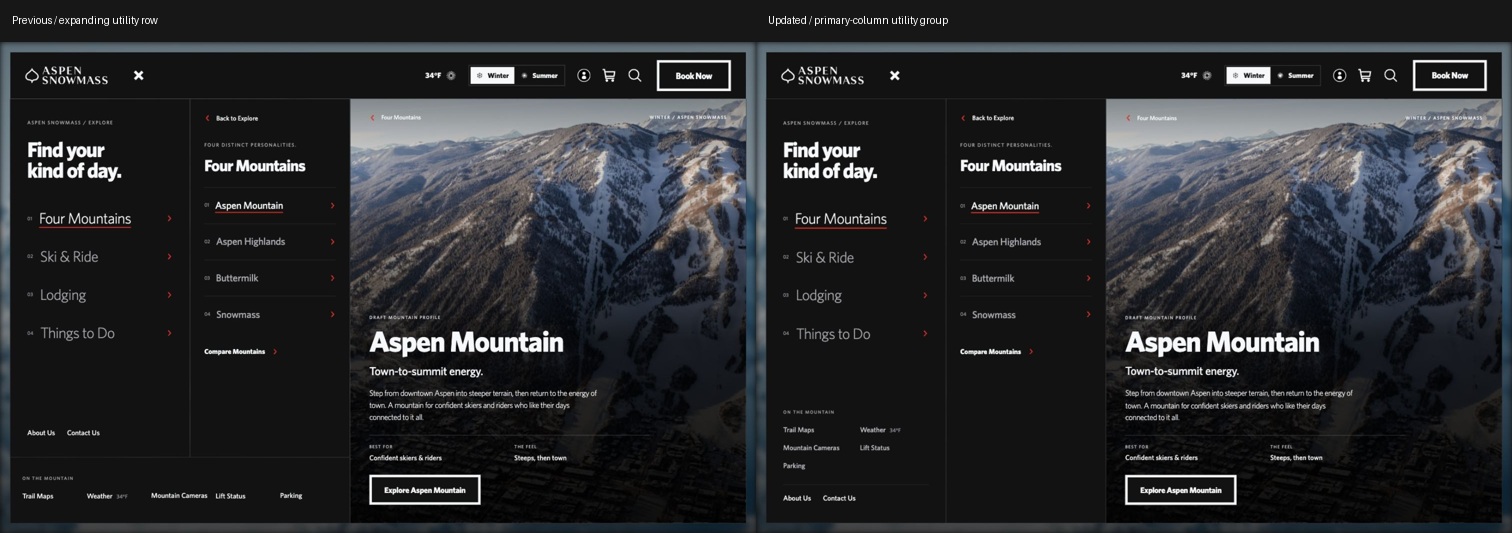 Previous / expanding utility row
ASPEN
SNOWMASS
34°F
Winter
Summer
Book Now
ASPEN SNOWMASS / EXPLORE
Find your
kind of day.
01 Four Mountains
02 Ski & Ride
03 Lodging
04 Things to Do
About Us Contact Us
Back to Explore
FOUR DISTINCT PERSONALITIES.
Four Mountains
01 Aspen Mountain
02 Aspen Highlands
03 Buttermilk
04 Snowmass
Compare Mountains
ON THE MOUNTAIN
Trail Maps Weather 34°F Mountain Cameras Lift Status Parking
Four Mountains
WINTER / ASPEN SNOWMASS
DRAFT MOUNTAIN PROFILE
Aspen Mountain
Town-to-summit energy.
Step from downtown Aspen into steeper terrain, then return to the energy of
town. A mountain for confident skiers and riders who like their days
connected to it all.
BEST FOR
Confident skiers & riders
THE FEEL
Steeps, then town
Explore Aspen Mountain
Updated / primary-column utility group
ASPEN
SNOWMASS
34°F
Winter
Summer
Book Now
ASPEN SNOWMASS / EXPLORE
Find your
kind of day.
01 Four Mountains
02 Ski & Ride
03 Lodging
04 Things to Do
ON THE MOUNTAIN
Trail Maps Weather 34°F
Mountain Cameras Lift Status
Parking
About Us Contact Us
Back to Explore
FOUR DISTINCT PERSONALITIES.
Four Mountains
01 Aspen Mountain
02 Aspen Highlands
03 Buttermilk
04 Snowmass
Compare Mountains
Four Mountains
WINTER / ASPEN SNOWMASS
DRAFT MOUNTAIN PROFILE
Aspen Mountain
Town-to-summit energy.
Step from downtown Aspen into steeper terrain, then return to the energy of
town. A mountain for confident skiers and riders who like their days
connected to it all.
BEST FOR
Confident skiers & riders
THE FEEL
Steeps, then town
Explore Aspen Mountain